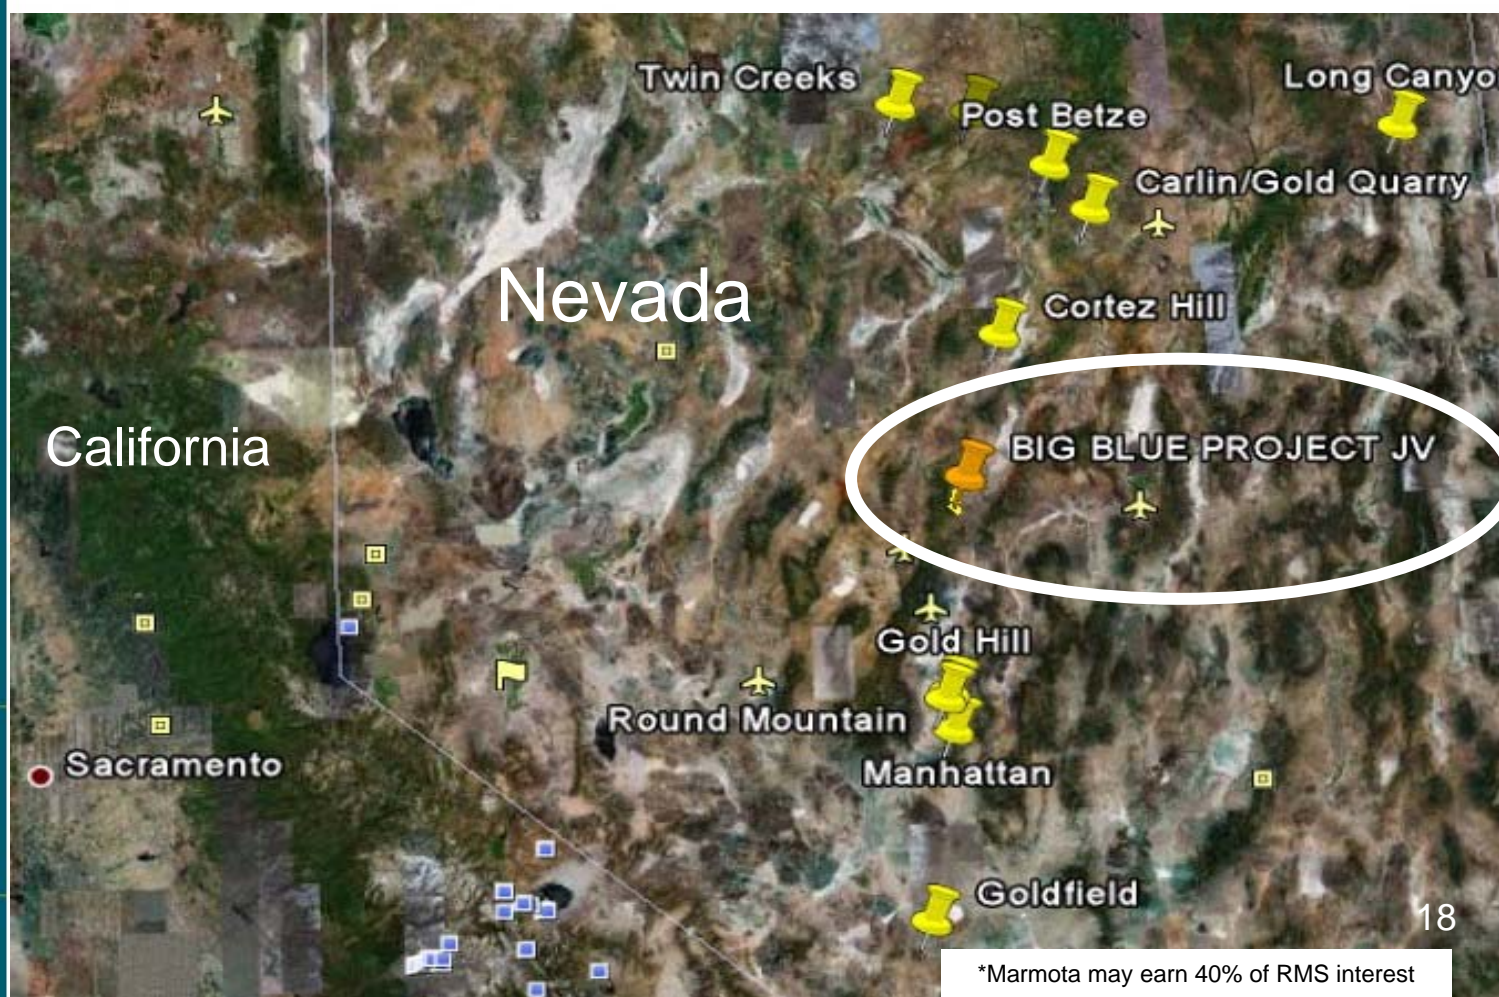 Twin Creeks
Long Canyo
Post Betze
Carlin/Gold Quarry
Nevada
Cortez Hill
California
BIG BLUE PROJECT JV
Gold Hill
Round Mountain
Sacramento
Manhattan
Goldfield
18
*Marmota may earn 40% of RMS interest